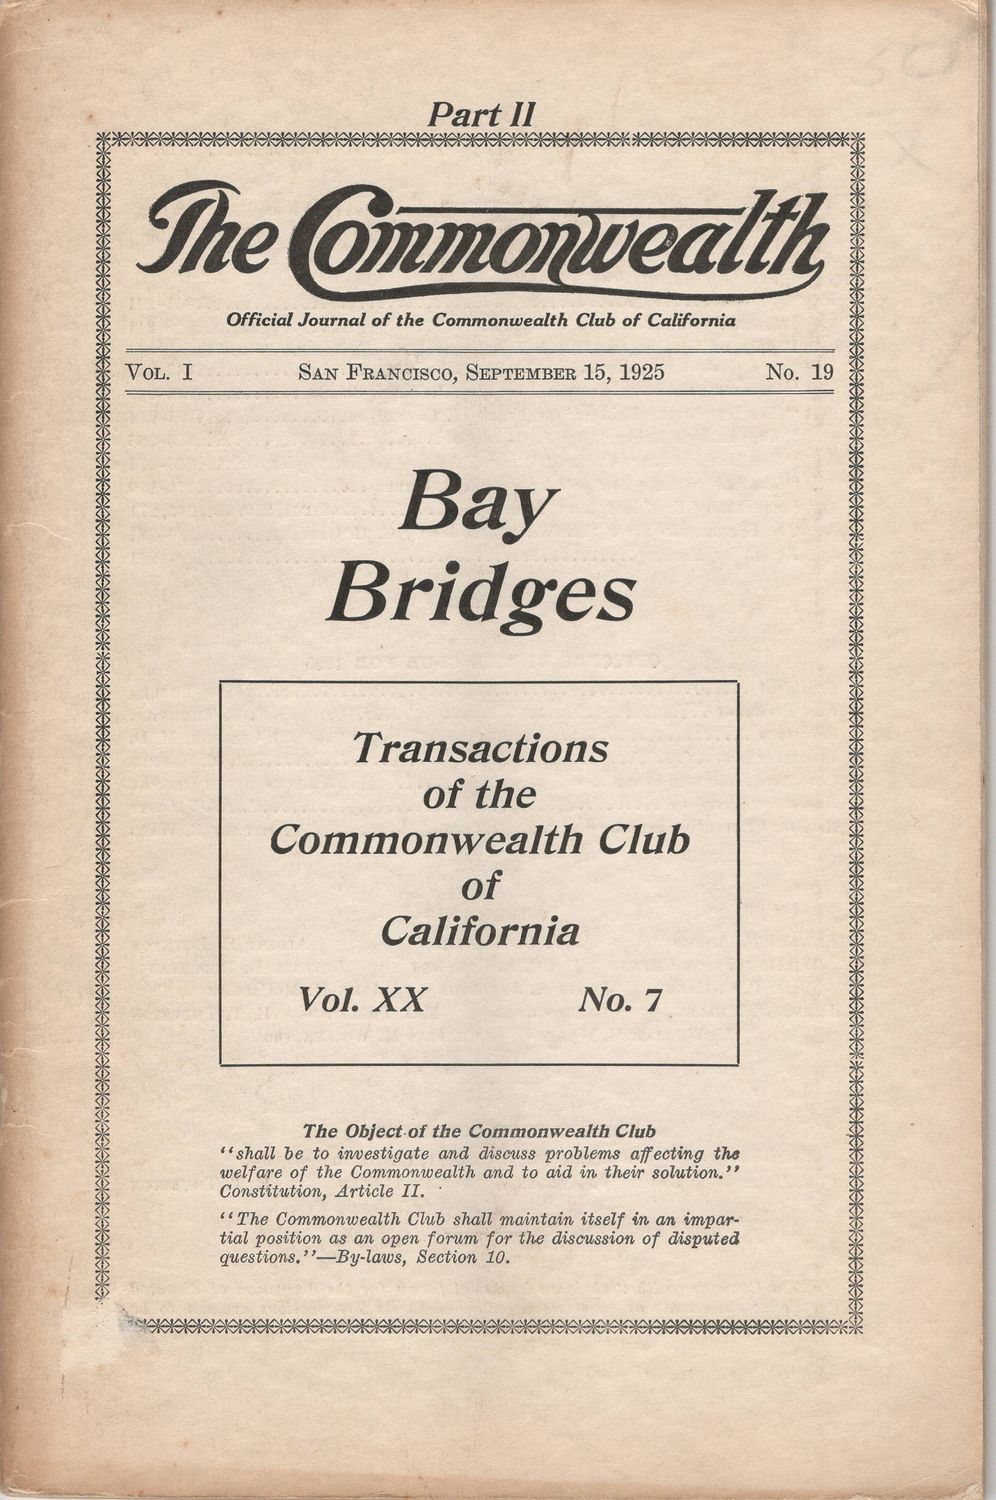 Part II
The Commonwealth
Official Journal of the Commonwealth Club of California
VOL. I SAN FRANCISCO, SEPTEMBER 15, 1925 No. 19
Bay
Bridges
Transactions
of the
Commonwealth Club
of
California
Vol. XX No. 7
The Object of the Commonwealth Club
"shall be to investigate and discuss problems affecting the
welfare of the Commonwealth and to aid in their solution."
Constitution, Article II.
"The Commonwealth Club shall maintain itself in an impar-
tial position as an open forum for the discussion of disputed
questions."—By-laws, Section 10.